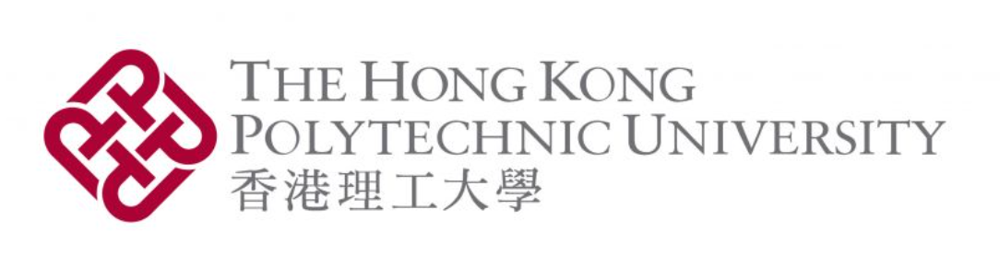 THE HONG KONG
POLYTECHNIC UNIVERSITY
香港理工大學